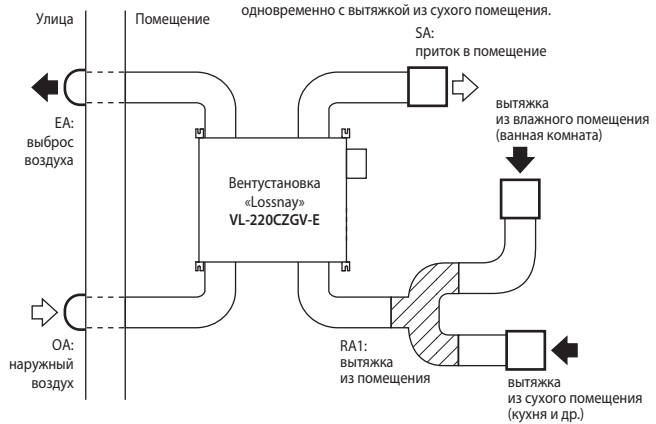 одновременно с вытяжкой из сухого помещения.
Улица
Помещение
SA:
приток в помещение
EA:
выброс
воздуха
вытяжка
из влажного помещения
(ванная комната)
Вентустановка
«Lossnay»
VL-220CZGV-E
OA:
наружный
воздух
RA1:
вытяжка
из помещения
вытяжка
из сухого помещения
(кухня и др.)